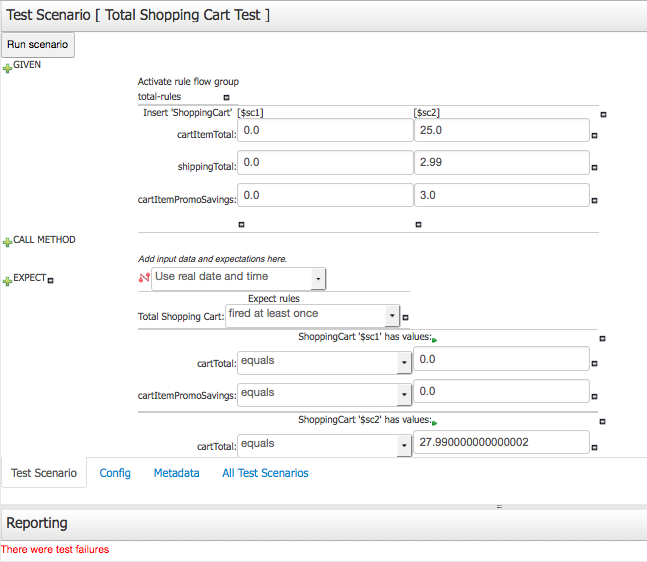 Test Scenario [ Total Shopping Cart Test ]
Run scenario
GIVEN
Activate rule flow group
total-rules
Insert 'ShoppingCart' [$sc1] [$sc2]
cartItemTotal: 0.0 25.0
shippingTotal: 0.0 2.99
cartItemPromoSavings: 0.0 3.0
CALL METHOD
Add input data and expectations here.
EXPECT Use real date and time
Expect rules
Total Shopping Cart: fired at least once
ShoppingCart '$sc1' has values:
cartTotal: equals 0.0
cartItemPromoSavings: equals 0.0
ShoppingCart '$sc2' has values:
cartTotal: equals 27.990000000000002
Test Scenario Config Metadata All Test Scenarios
Reporting
There were test failures